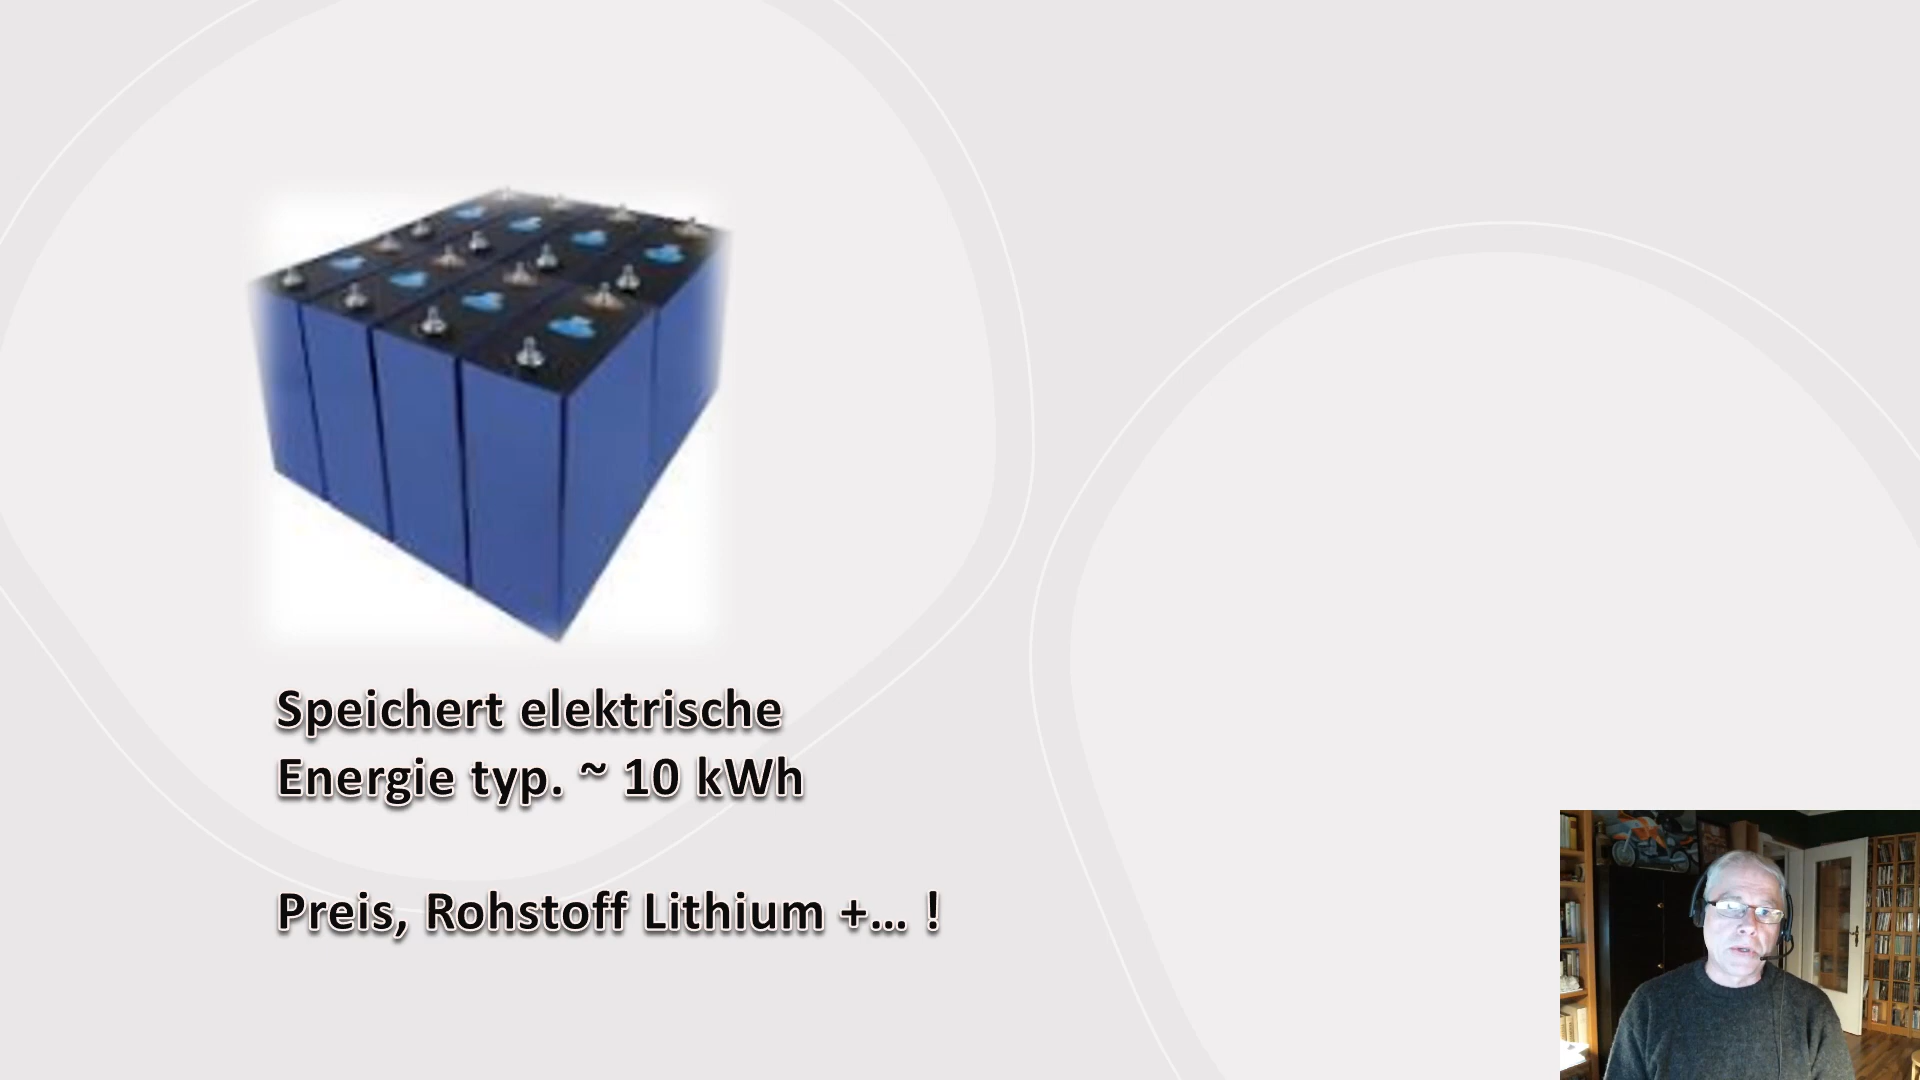 Speichert elektrische
Energie typ. ~ 10 kWh
Preis, Rohstoff Lithium +... !